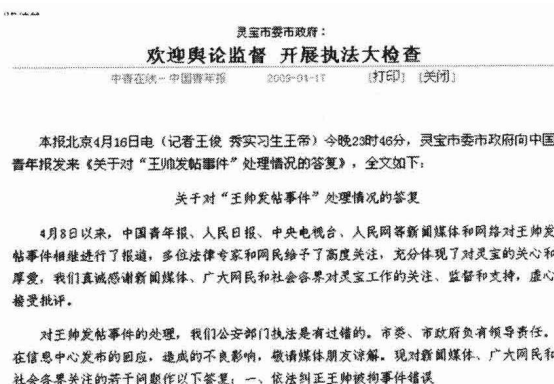 灵宝市委市政府：
欢迎舆论监督 开展执法大检查
中青在线-中国青年报 2009-04-17 [打印] [关闭]
本报北京4月16日电（记者王俊 秀实习生王帝）今晚23时46分，灵宝市委市政府向中国
青年报发来《关于对“王帅发帖事件”处理情况的答复》，全文如下：
关于对“王帅发帖事件”处理情况的答复
4月8日以来，中国青年报、人民日报、中央电视台、人民网等新闻媒体和网络对王帅发
帖事件相继进行了报道，多位法律专家和网民给予了高度关注，充分体现了对灵宝的关心和
厚爱，我们真诚感谢新闻媒体、广大网民和社会各界对灵宝工作的关注、监督和支持，虚心
接受批评。
对王帅发帖事件的处理，我们公安部门执法是有过错的。市委、市政府负有领导责任。
在信息中心发布的回应，造成的不良影响，敬请媒体朋友谅解。现对新闻媒体、广大网民和
社会各界关注的若干问题作以下答复：一、依法纠正王帅被拘事件错误